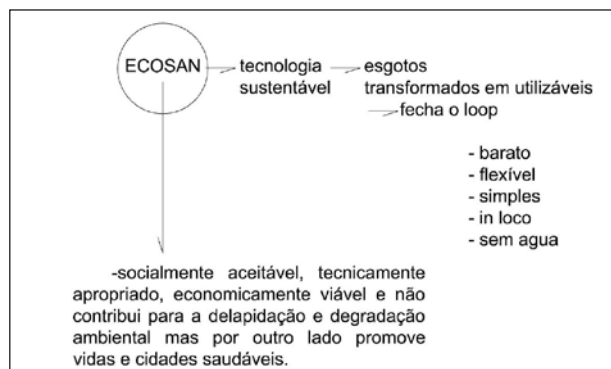 ECOSAN
tecnologia
sustentável
esgotos
transformados em utilizáveis
fecha o loop
- barato
- flexível
- simples
- in loco
- sem agua
-socialmente aceitável, tecnicamente
apropriado, economicamente viável e não
contribui para a delapidação e degradação
ambiental mas por outro lado promove
vidas e cidades saudáveis.